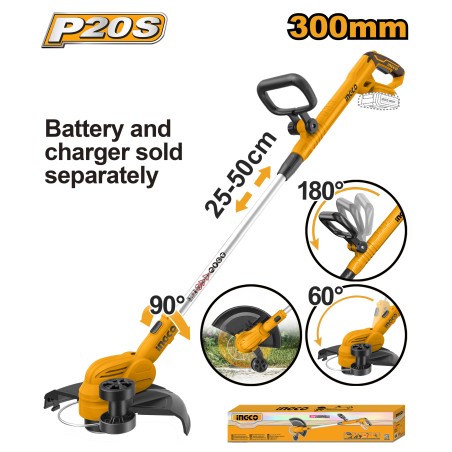 P20S
300mm
INGCO
Battery and
charger sold
separately
25-50cm
180°
90°
60°
INGCO
INGCO